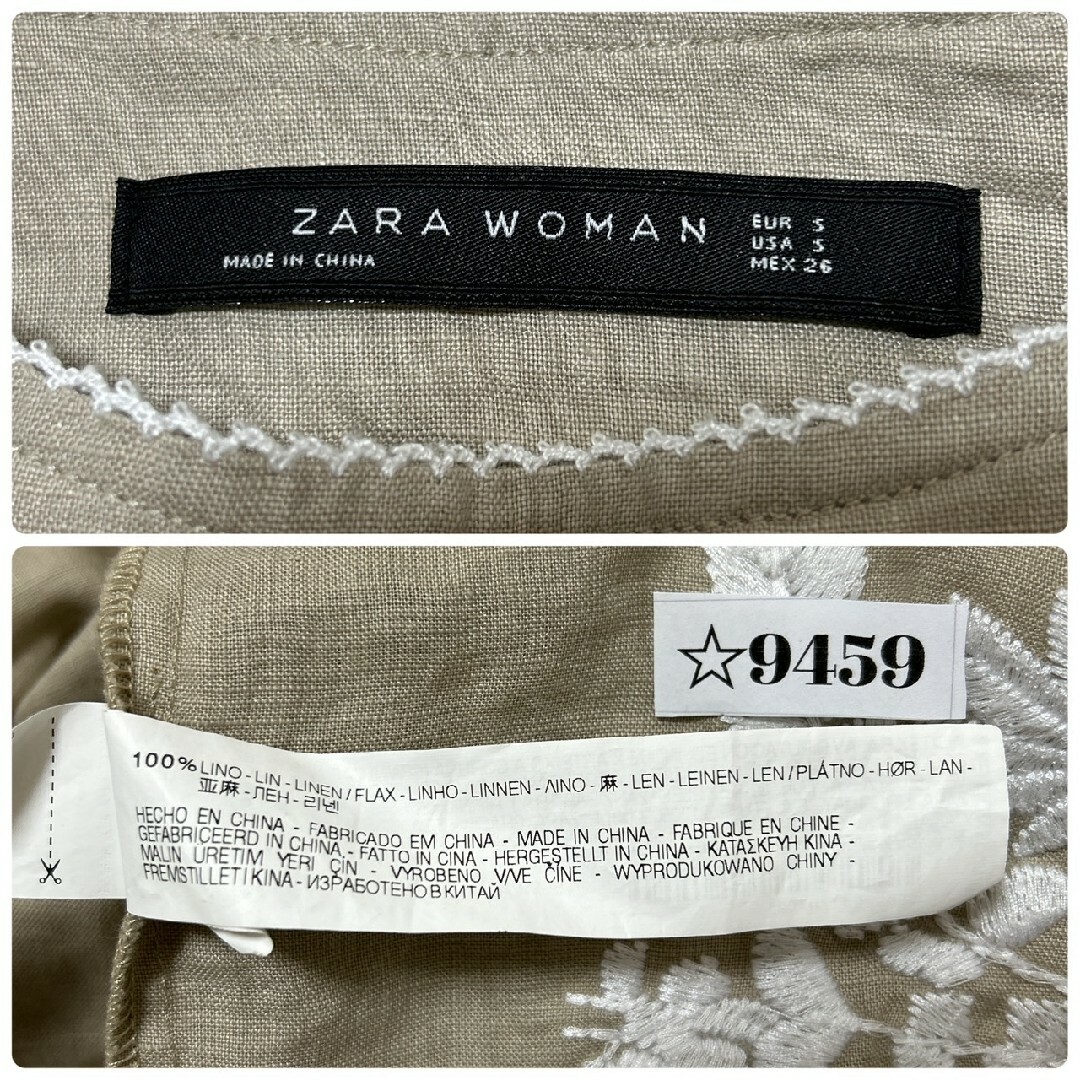 ZARA WOMAN
MADE IN CHINA
EUR S
USA S
MEX 26
☆9459
100% LINO - LIN - LINEN / FLAX - LINHO - LINNEN - ΛΙΝΟ - 麻 - LEN - LEINEN - LEN / PLÁTNO - HØR - LAN -
亚麻 - ЛЕН - 리넨
HECHO EN CHINA - FABRICADO EM CHINA - MADE IN CHINA - FABRIQUE EN CHINE -
GEFABRICEERD IN CHINA - FATTO IN CINA - HERGESTELLT IN CHINA - ΚΑΤΑΣΚΕΥΗ ΚΙΝΑ -
MALIN ÜRETIM YERI ÇIN - VYROBENO V/VE ČÍNE - WYPRODUKOWANO CHINY -
FREMSTILLET I KINA - ИЗРАБОТЕНО В КИТАЙ